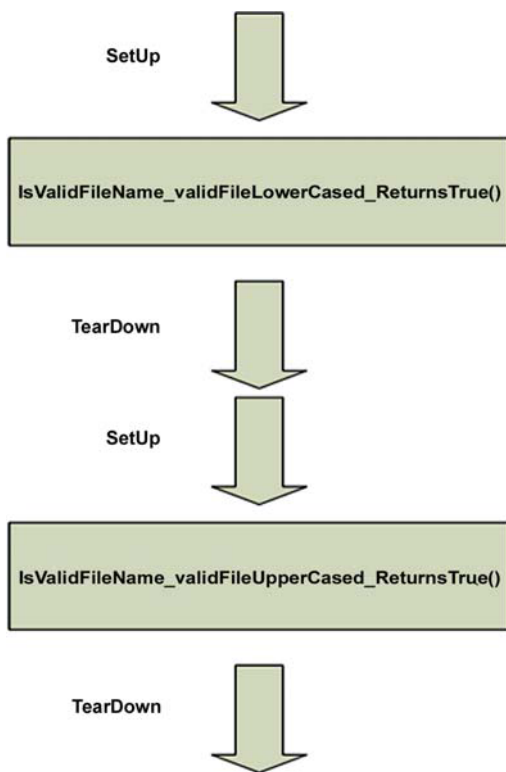 SetUp
IsValidFileName_validFileLowerCased_ReturnsTrue()
TearDown
SetUp
IsValidFileName_validFileUpperCased_ReturnsTrue()
TearDown